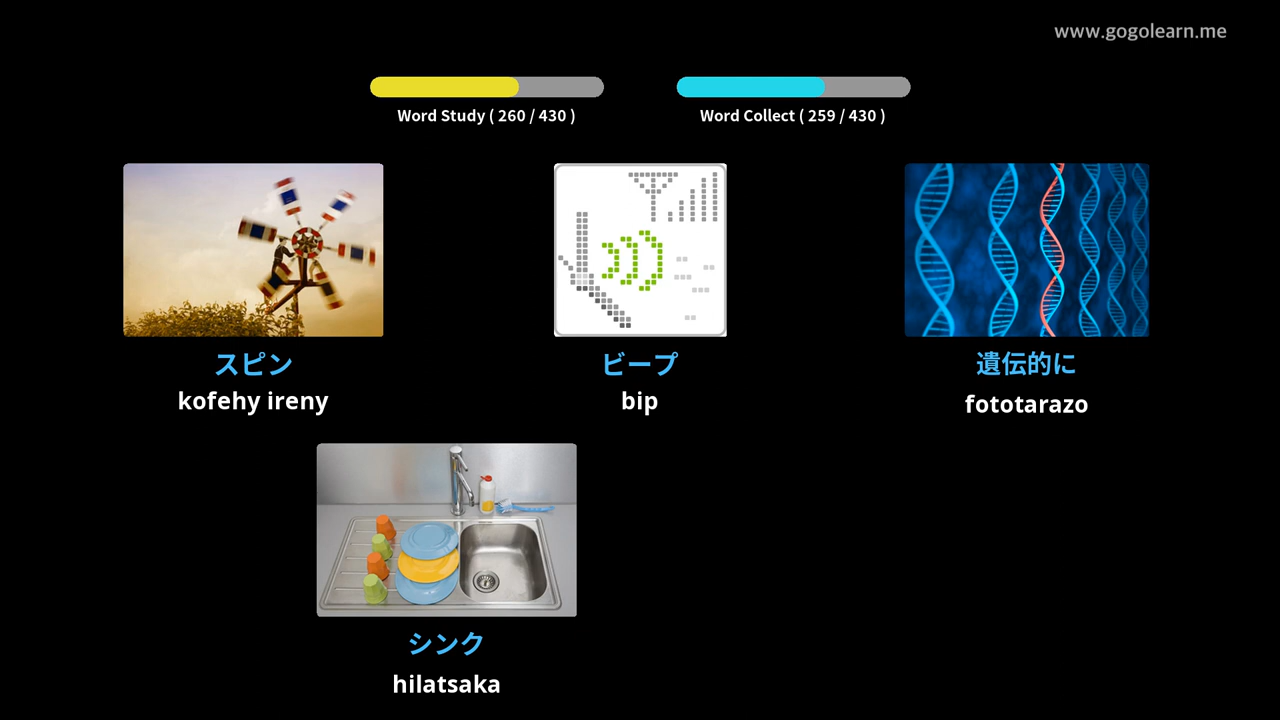 www.gogolearn.me
Word Study ( 260 / 430 )
Word Collect ( 259 / 430 )
スピン
kofehy ireny
ビープ
bip
遺伝的に
fototarazo
シンク
hilatsaka